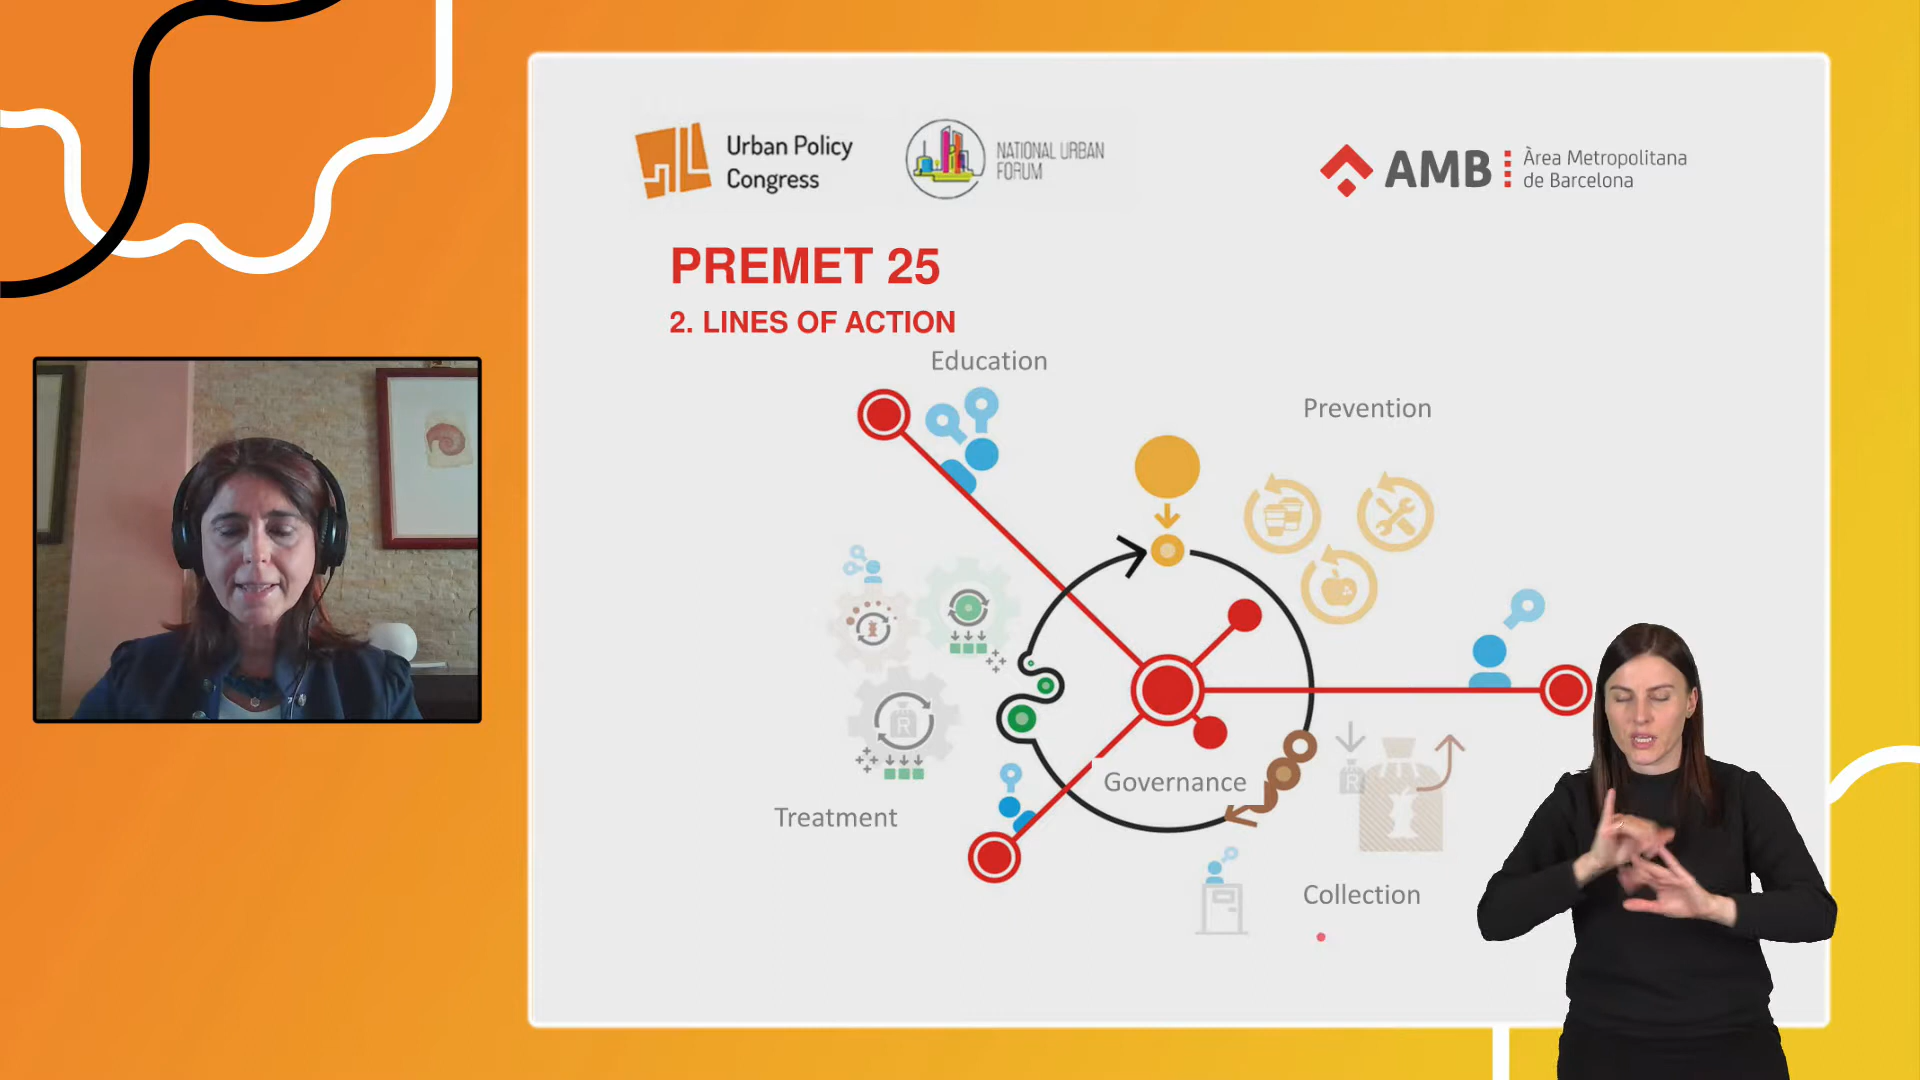 Urban Policy
Congress
NATIONAL URBAN
FORUM
AMB
Àrea Metropolitana
de Barcelona
PREMET 25
2. LINES OF ACTION
Education
Prevention
R
R
Governance
Treatment
Collection